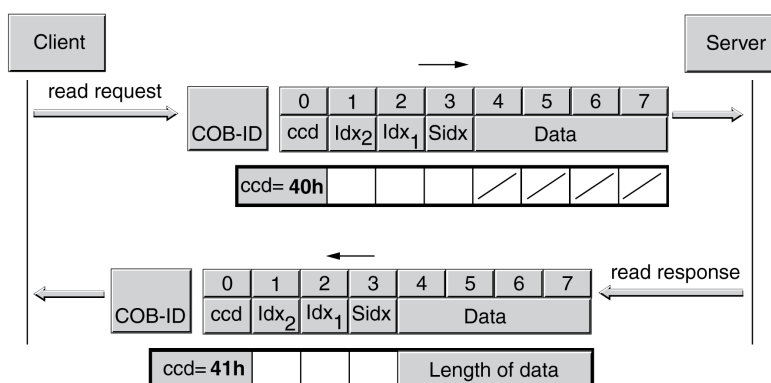 Client
Server
read request
0 1 2 3 4 5 6 7
COB-ID
ccd Idx2 Idx1 Sidx Data
ccd= 40h
read response
0 1 2 3 4 5 6 7
COB-ID
ccd Idx2 Idx1 Sidx Data
ccd= 41h
Length of data